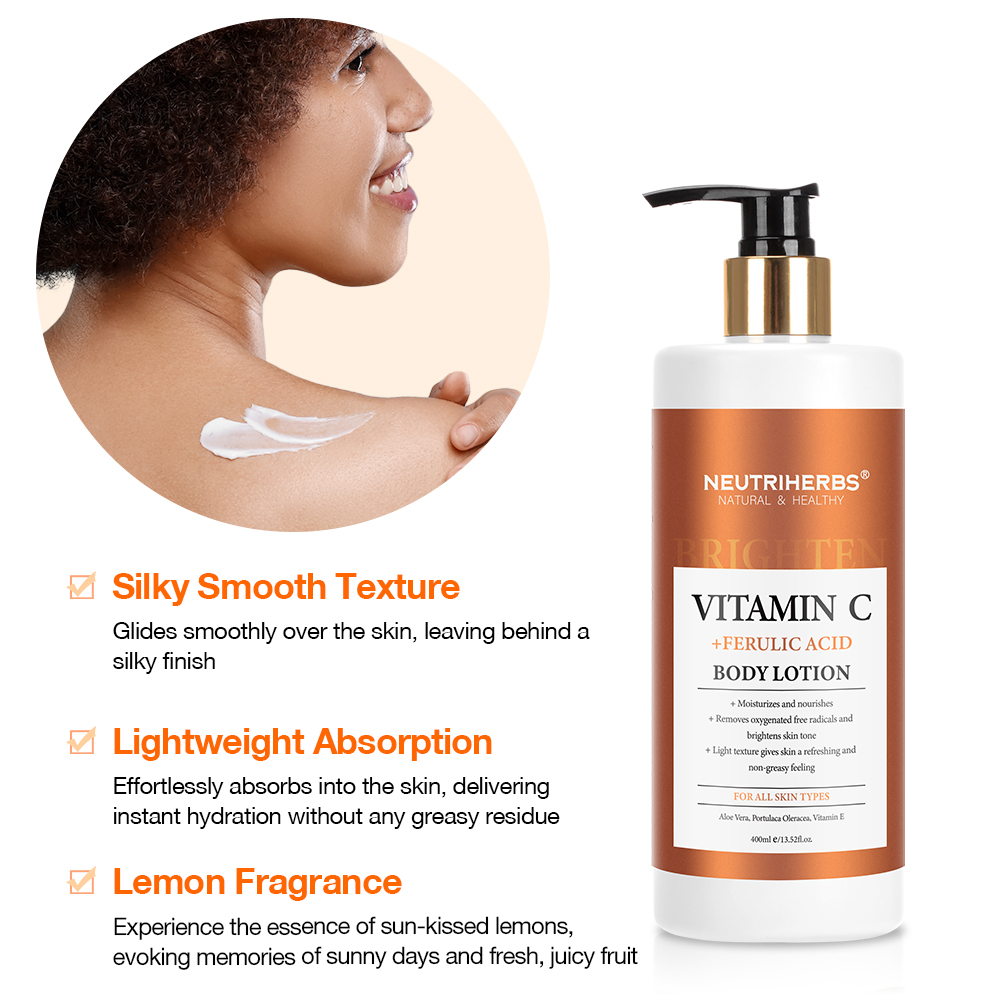 Silky Smooth Texture
Glides smoothly over the skin, leaving behind a
silky finish
Lightweight Absorption
Effortlessly absorbs into the skin, delivering
instant hydration without any greasy residue
Lemon Fragrance
Experience the essence of sun-kissed lemons,
evoking memories of sunny days and fresh, juicy fruit
NEUTRIHERBS®
NATURAL & HEALTHY
BRIGHTEN
VITAMIN C
+FERULIC ACID
BODY LOTION
+ Moisturizes and nourishes
+ Removes oxygenated free radicals and
brightens skin tone
+ Light texture gives skin a refreshing and
non-greasy feeling
FOR ALL SKIN TYPES
Aloe Vera, Portulaca Oleracea, Vitamin E
400ml ℮/13.52fl.oz.